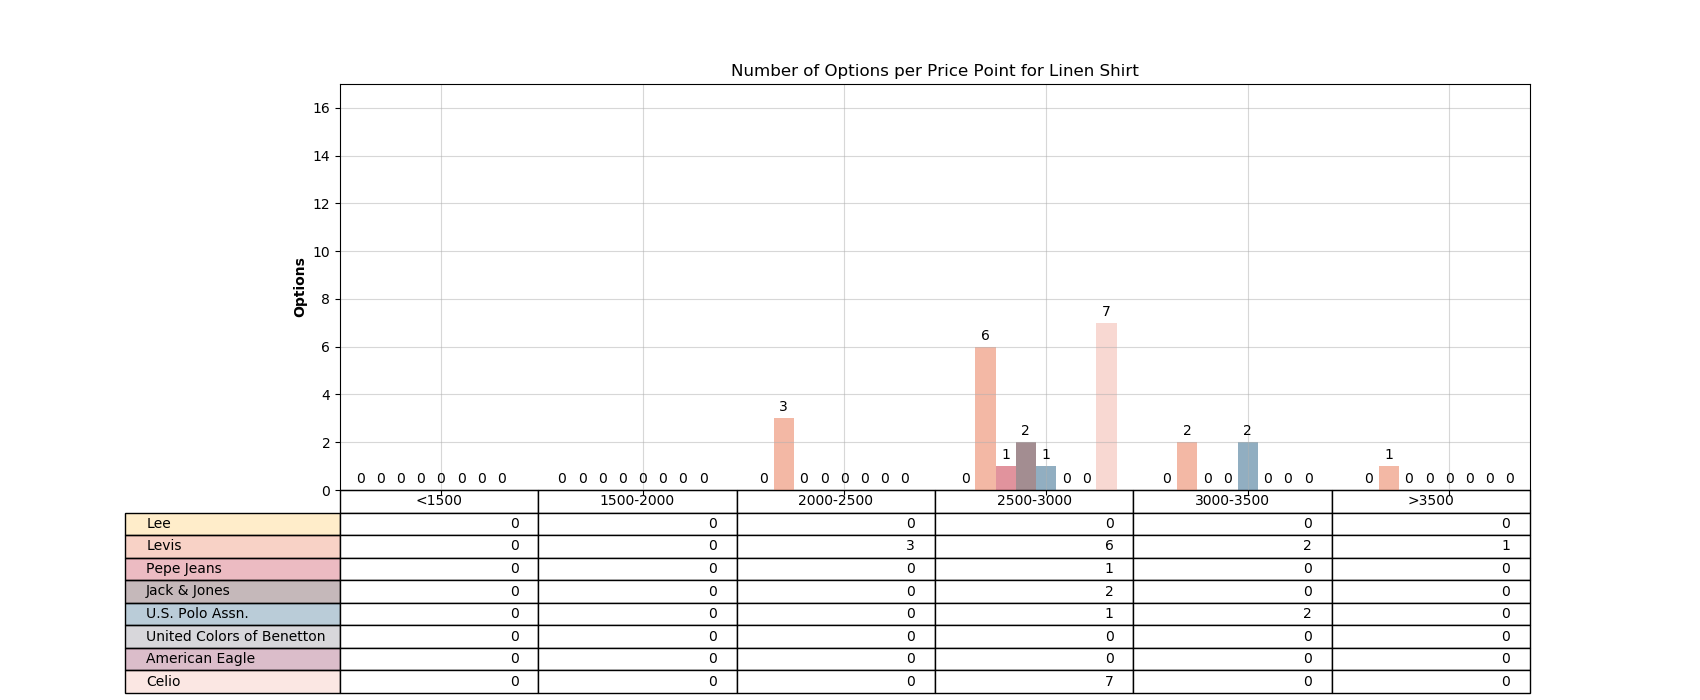 Number of Options per Price Point for Linen Shirt
16
14
12
10
8
6
4
2
0
Options
0 0 0 0 0 0 0 0 0 0 0 0 0 0 0 0 0 3 0 0 0 0 0 0 0 6 1 2 1 0 0 7 0 2 0 0 2 0 0 0 0 1 0 0 0 0 0 0
<1500 1500-2000 2000-2500 2500-3000 3000-3500 >3500
Lee 0 0 0 0 0 0
Levis 0 0 3 6 2 1
Pepe Jeans 0 0 0 1 0 0
Jack & Jones 0 0 0 2 0 0
U.S. Polo Assn. 0 0 0 1 2 0
United Colors of Benetton 0 0 0 0 0 0
American Eagle 0 0 0 0 0 0
Celio 0 0 0 7 0 0